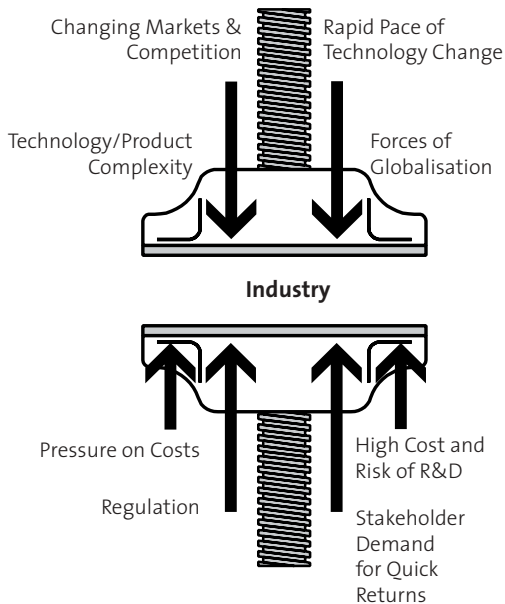 Changing Markets &
Competition
Rapid Pace of
Technology Change
Technology/Product
Complexity
Forces of
Globalisation
Industry
Pressure on Costs
High Cost and
Risk of R&D
Regulation
Stakeholder
Demand
for Quick
Returns